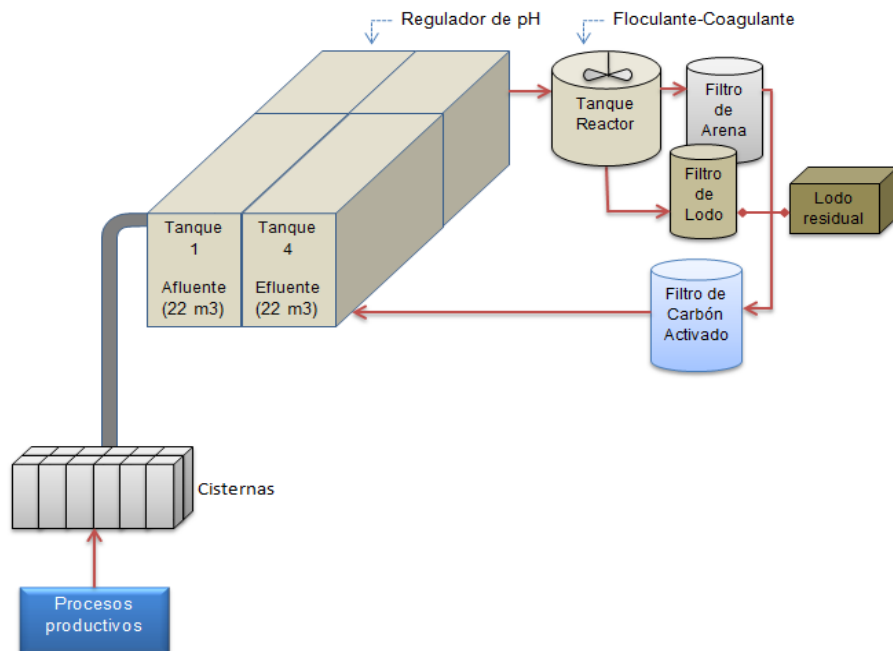 Regulador de pH
Floculante-Coagulante
Tanque
Reactor
Filtro
de
Arena
Filtro
de
Lodo
Lodo
residual
Tanque
1
Afluente
(22 m3)
Tanque
4
Efluente
(22 m3)
Filtro de
Carbón
Activado
Cisternas
Procesos
productivos